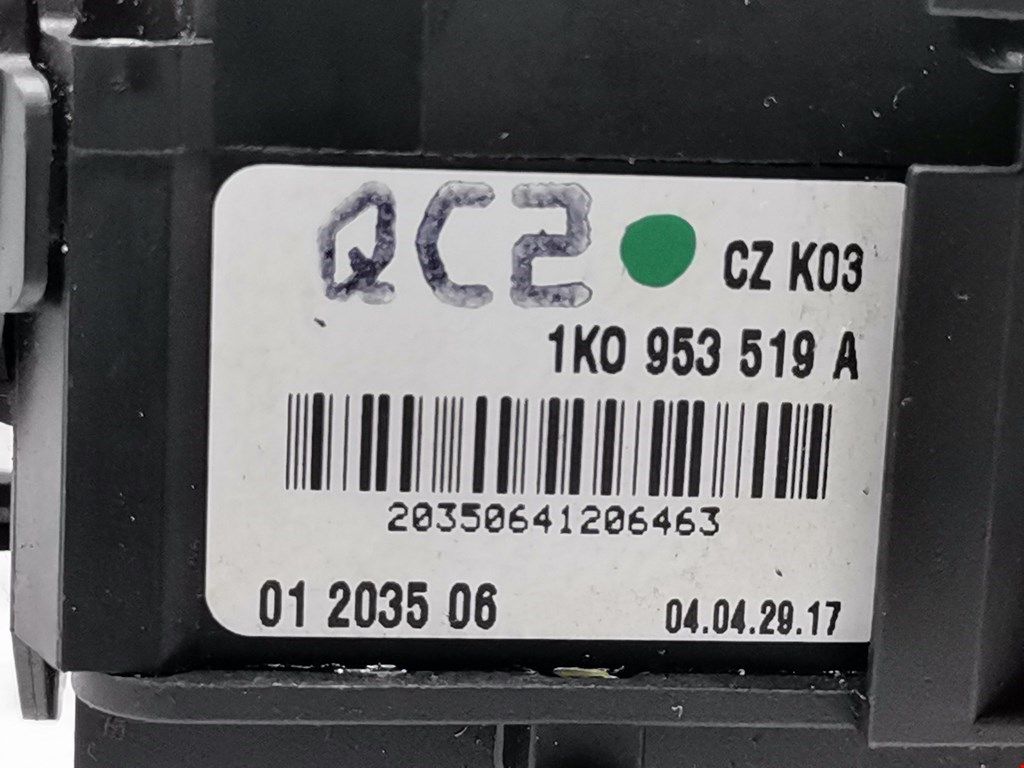 QC2
CZ K03
1K0 953 519 A
20350641206463
01 2035 06
04.04.29.17